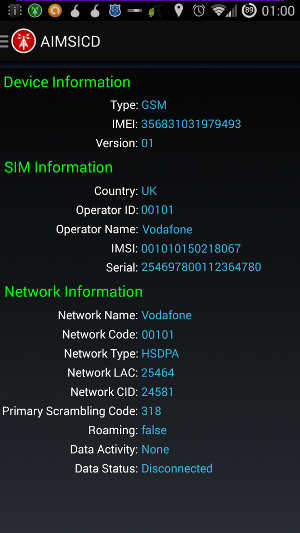 89 01:00
AIMSICD
Device Information
Type: GSM
IMEI: 356831031979493
Version: 01
SIM Information
Country: UK
Operator ID: 00101
Operator Name: Vodafone
IMSI: 001010150218067
Serial: 254697800112364780
Network Information
Network Name: Vodafone
Network Code: 00101
Network Type: HSDPA
Network LAC: 25464
Network CID: 24581
Primary Scrambling Code: 318
Roaming: false
Data Activity: None
Data Status: Disconnected